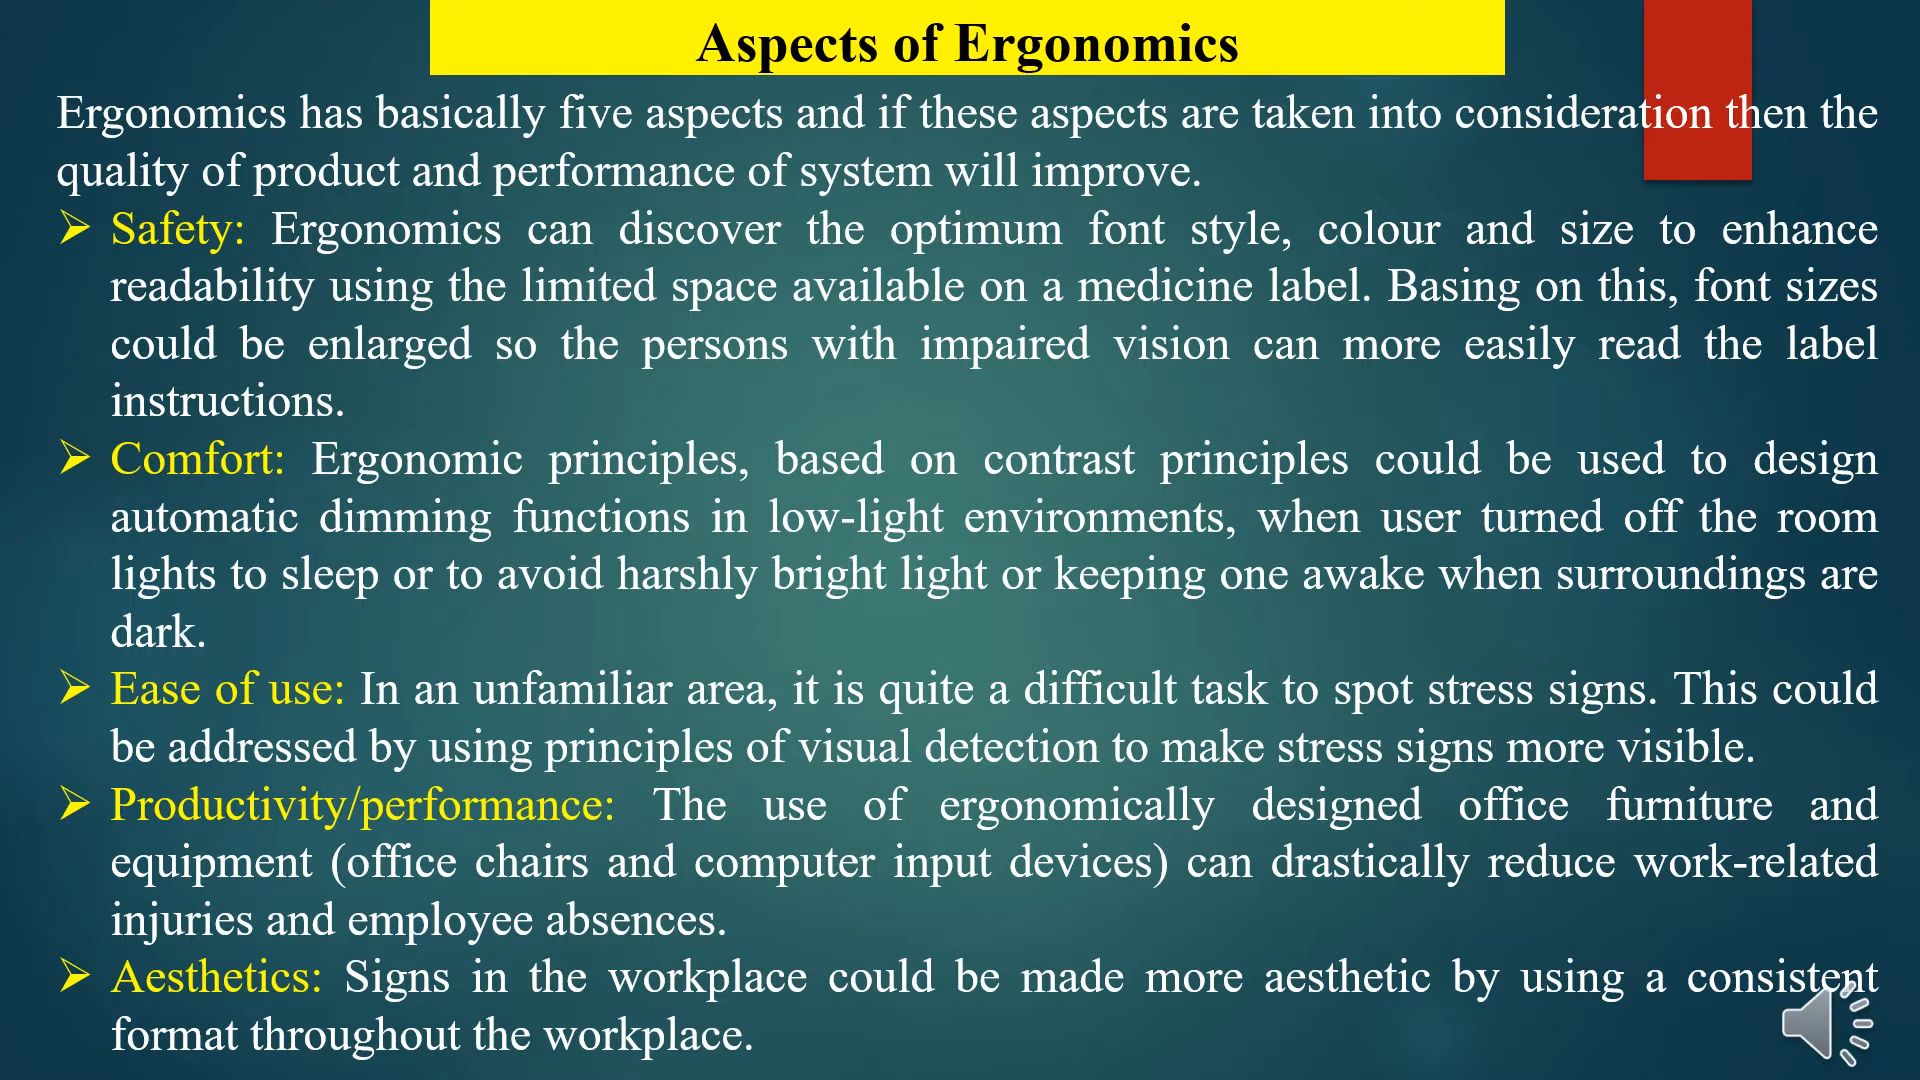 Aspects of Ergonomics
Ergonomics has basically five aspects and if these aspects are taken into consideration then the
quality of product and performance of system will improve.
➢ Safety: Ergonomics can discover the optimum font style, colour and size to enhance
readability using the limited space available on a medicine label. Basing on this, font sizes
could be enlarged so the persons with impaired vision can more easily read the label
instructions.
➢ Comfort: Ergonomic principles, based on contrast principles could be used to design
automatic dimming functions in low-light environments, when user turned off the room
lights to sleep or to avoid harshly bright light or keeping one awake when surroundings are
dark.
➢ Ease of use: In an unfamiliar area, it is quite a difficult task to spot stress signs. This could
be addressed by using principles of visual detection to make stress signs more visible.
➢ Productivity/performance: The use of ergonomically designed office furniture and
equipment (office chairs and computer input devices) can drastically reduce work-related
injuries and employee absences.
➢ Aesthetics: Signs in the workplace could be made more aesthetic by using a consistent
format throughout the workplace.